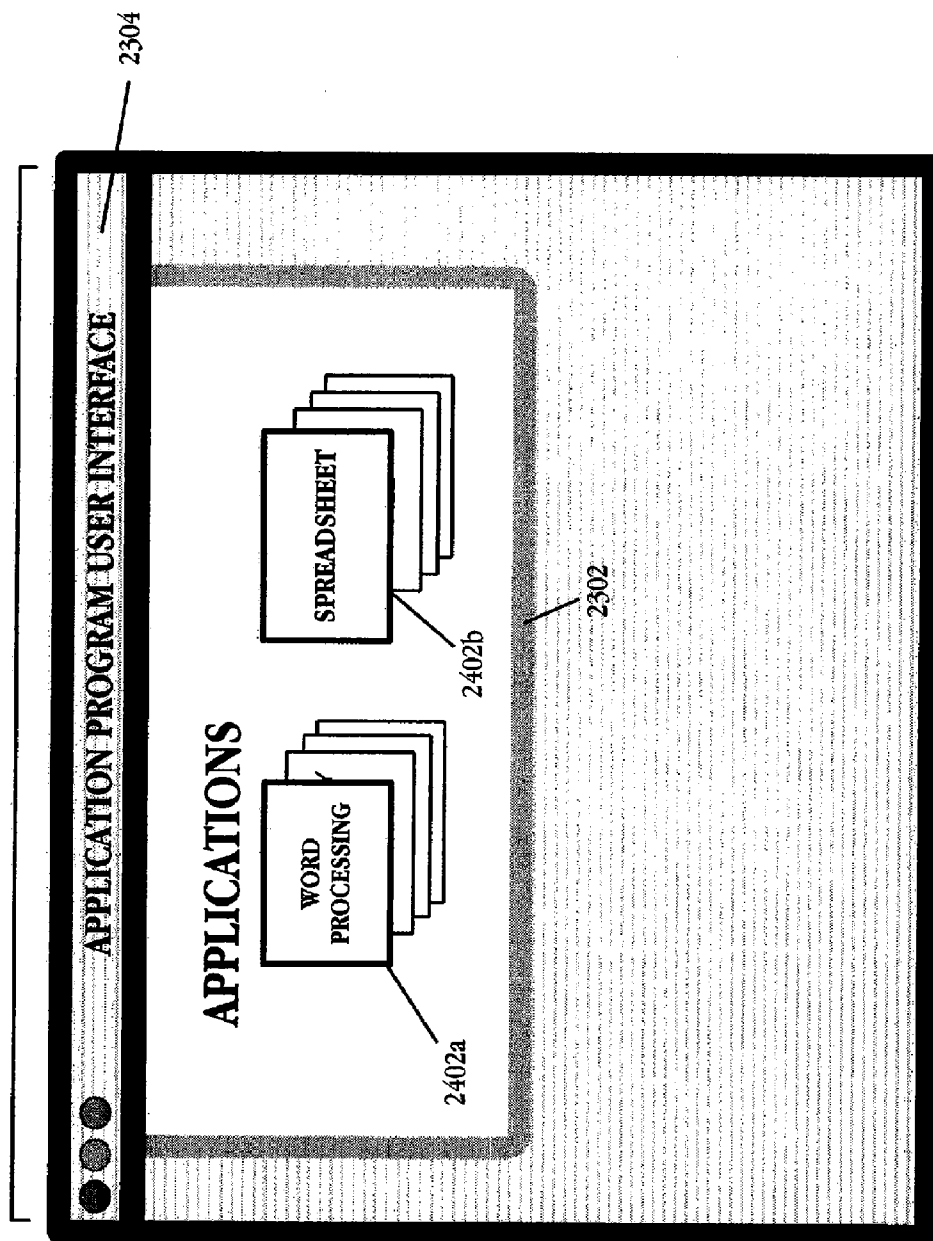 2304
APPLICATION PROGRAM USER INTERFACE
APPLICATIONS
WORD
PROCESSING
SPREADSHEET
2402a
2402b
2302